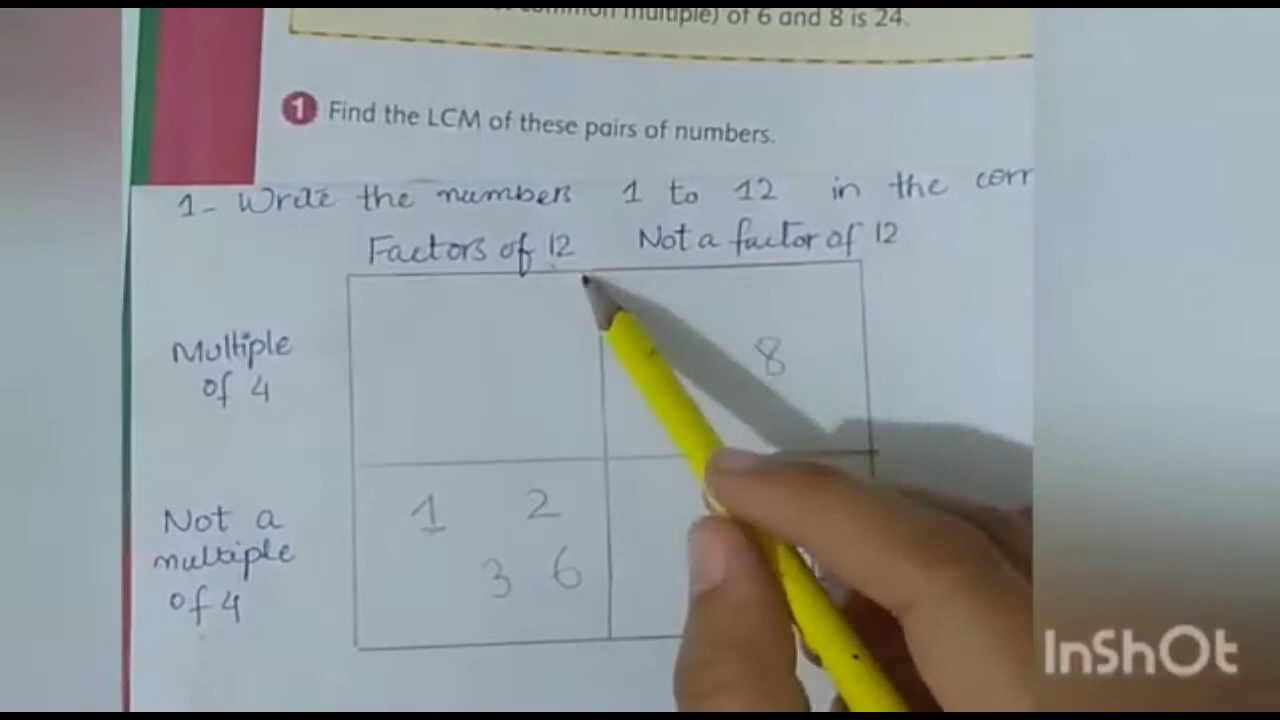 common multiple) of 6 and 8 is 24.
1 Find the LCM of these pairs of numbers.
1- Write the numbers 1 to 12 in the corr
Factors of 12 Not a factor of 12
Multiple
of 4
8
1 2
3 6
Not a
multiple
of 4
InShOt